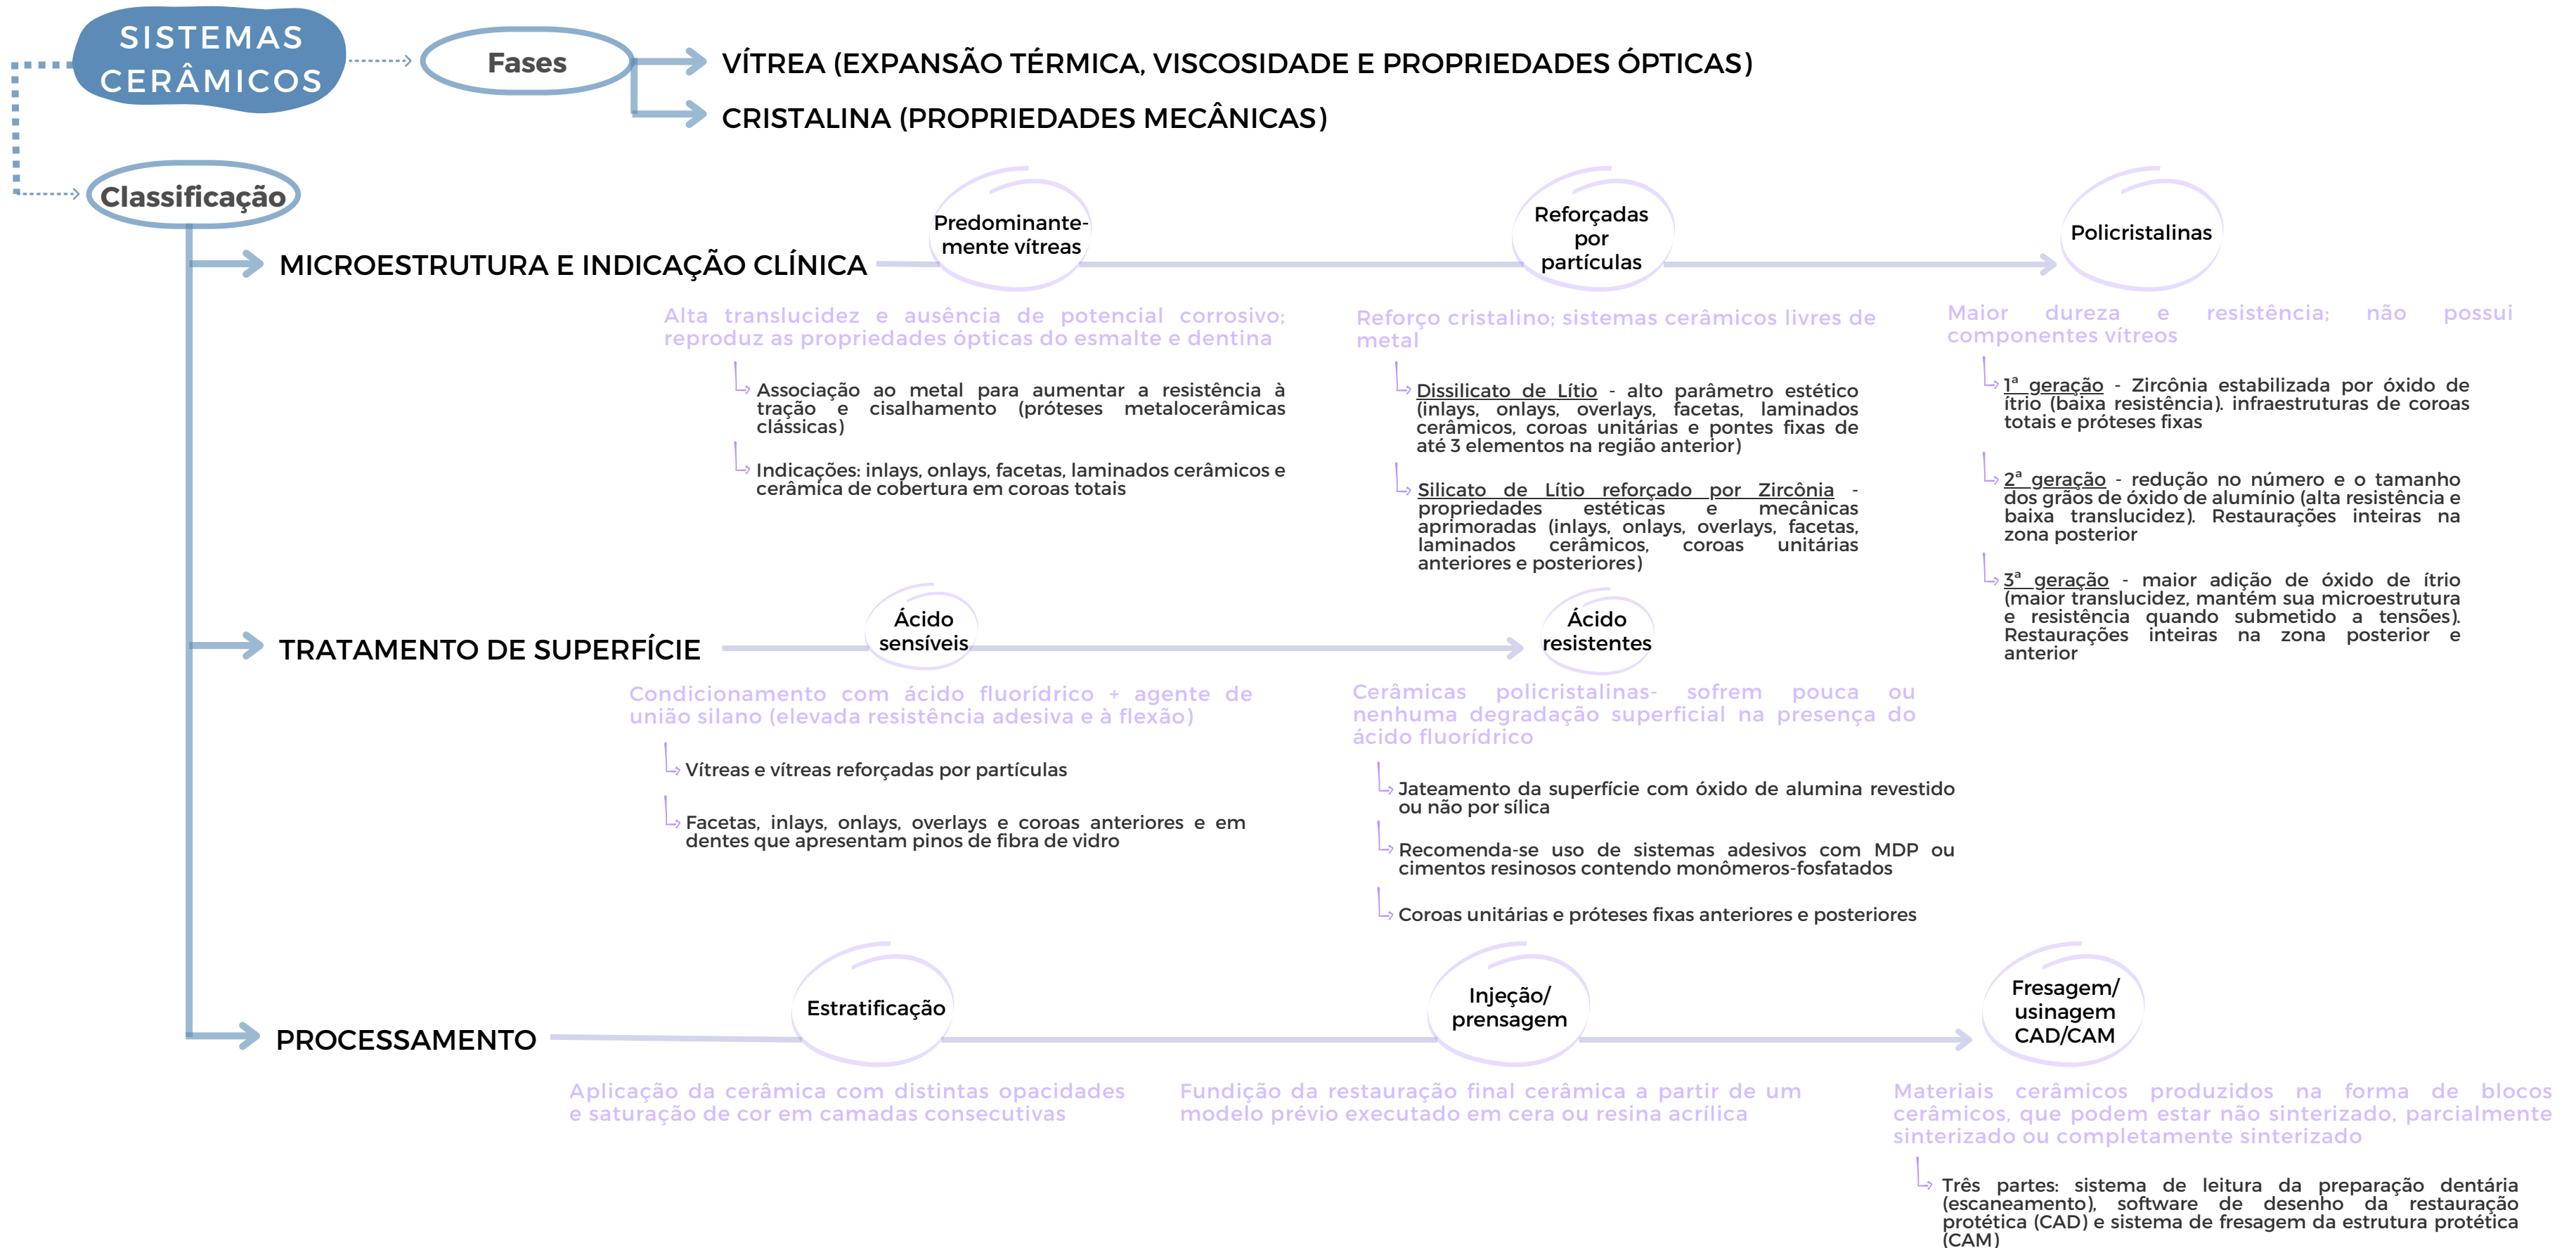 SISTEMAS
CERÂMICOS
Fases
VÍTREA (EXPANSÃO TÉRMICA, VISCOSIDADE E PROPRIEDADES ÓPTICAS)
CRISTALINA (PROPRIEDADES MECÂNICAS)
Classificação
MICROESTRUTURA E INDICAÇÃO CLÍNICA
Predominante-
mente vítreas
Alta translucidez e ausência de potencial corrosivo;
reproduz as propriedades ópticas do esmalte e dentina
Associação ao metal para aumentar a resistência à
tração e cisalhamento (próteses metalocerâmicas
clássicas)
Indicações: inlays, onlays, facetas, laminados cerâmicos e
cerâmica de cobertura em coroas totais
Reforçadas
por
partículas
Reforço cristalino; sistemas cerâmicos livres de
metal
Dissilicato de Lítio - alto parâmetro estético
(inlays, onlays, overlays, facetas, laminados
cerâmicos, coroas unitárias e pontes fixas de
até 3 elementos na região anterior)
Silicato de Lítio reforçado por Zircônia -
propriedades estéticas e mecânicas
aprimoradas (inlays, onlays, overlays, facetas,
laminados cerâmicos, coroas unitárias
anteriores e posteriores)
Policristalinas
Maior dureza e resistência; não possui
componentes vítreos
1ª geração - Zircônia estabilizada por óxido de
ítrio (baixa resistência). infraestruturas de coroas
totais e próteses fixas
2ª geração - redução no número e o tamanho
dos grãos de óxido de alumínio (alta resistência e
baixa translucidez). Restaurações inteiras na
zona posterior
3ª geração - maior adição de óxido de ítrio
(maior translucidez, mantém sua microestrutura
e resistência quando submetido a tensões).
Restaurações inteiras na zona posterior e
anterior
TRATAMENTO DE SUPERFÍCIE
Ácido
sensíveis
Condicionamento com ácido fluorídrico + agente de
união silano (elevada resistência adesiva e à flexão)
Vítreas e vítreas reforçadas por partículas
Facetas, inlays, onlays, overlays e coroas anteriores e em
dentes que apresentam pinos de fibra de vidro
Ácido
resistentes
Cerâmicas policristalinas- sofrem pouca ou
nenhuma degradação superficial na presença do
ácido fluorídrico
Jateamento da superfície com óxido de alumina revestido
ou não por sílica
Recomenda-se uso de sistemas adesivos com MDP ou
cimentos resinosos contendo monômeros-fosfatados
Coroas unitárias e próteses fixas anteriores e posteriores
PROCESSAMENTO
Estratificação
Aplicação da cerâmica com distintas opacidades
e saturação de cor em camadas consecutivas
Injeção/
prensagem
Fundição da restauração final cerâmica a partir de um
modelo prévio executado em cera ou resina acrílica
Fresagem/
usinagem
CAD/CAM
Materiais cerâmicos produzidos na forma de blocos
cerâmicos, que podem estar não sinterizado, parcialmente
sinterizado ou completamente sinterizado
Três partes: sistema de leitura da preparação dentária
(escaneamento), software de desenho da restauração
protética (CAD) e sistema de fresagem da estrutura protética
(CAM)